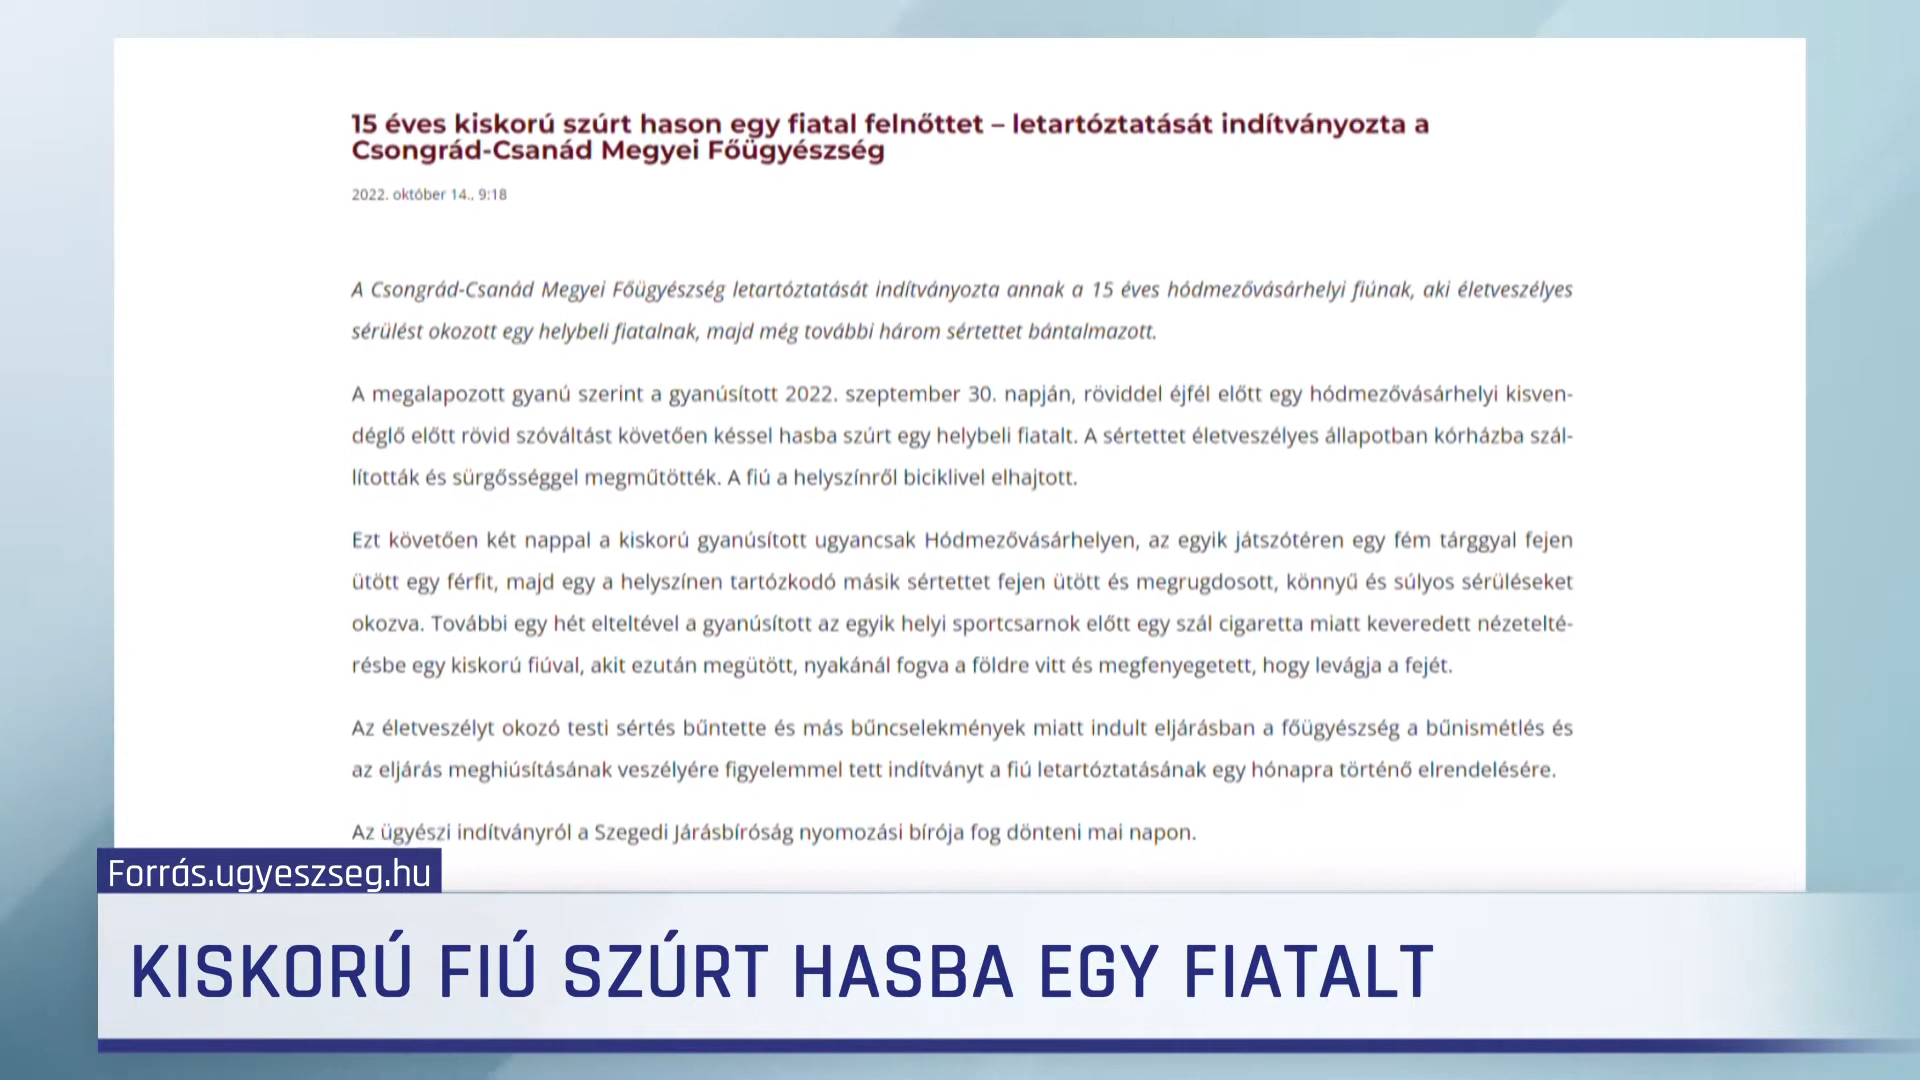 15 éves kiskorú szúrt hason egy fiatal felnőttet – letartóztatását indítványozta a
Csongrád-Csanád Megyei Főügyészség
2022. október 14., 9:18
A Csongrád-Csanád Megyei Főügyészség letartóztatását indítványozta annak a 15 éves hódmezővásárhelyi fiúnak, aki életveszélyes
sérülést okozott egy helybeli fiatalnak, majd még további három sértettet bántalmazott.
A megalapozott gyanú szerint a gyanúsított 2022. szeptember 30. napján, röviddel éjfél előtt egy hódmezővásárhelyi kisven-
déglő előtt rövid szóváltást követően késsel hasba szúrt egy helybeli fiatalt. A sértettet életveszélyes állapotban kórházba szál-
lították és sürgősséggel megműtötték. A fiú a helyszínről biciklivel elhajtott.
Ezt követően két nappal a kiskorú gyanúsított ugyancsak Hódmezővásárhelyen, az egyik játszótéren egy fém tárggyal fejen
ütött egy férfit, majd egy a helyszínen tartózkodó másik sértettet fejen ütött és megrugdosott, könnyű és súlyos sérüléseket
okozva. További egy hét elteltével a gyanúsított az egyik helyi sportcsarnok előtt egy szál cigaretta miatt keveredett nézetelté-
résbe egy kiskorú fiúval, akit ezután megütött, nyakánál fogva a földre vitt és megfenyegetett, hogy levágja a fejét.
Az életveszélyt okozó testi sértés bűntette és más bűncselekmények miatt indult eljárásban a főügyészség a bűnismétlés és
az eljárás meghiúsításának veszélyére figyelemmel tett indítványt a fiú letartóztatásának egy hónapra történő elrendelésére.
Az ügyészi indítványról a Szegedi Járásbíróság nyomozási bírója fog dönteni mai napon.
Forrás.ugyeszseg.hu
KISKORÚ FIÚ SZÚRT HASBA EGY FIATALT